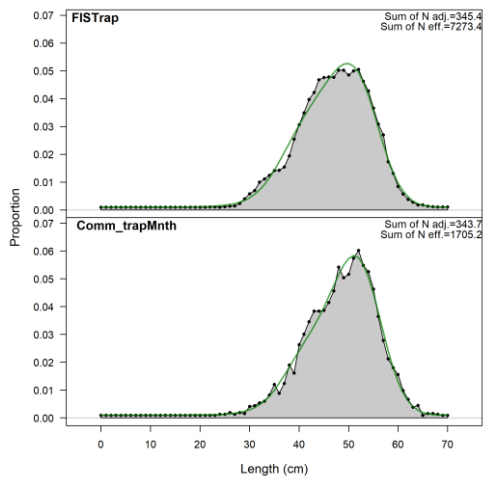 FISTrap
Sum of N adj.=345.4
Sum of N eff.=7273.4
0.07
0.06
0.05
0.04
0.03
0.02
0.01
0.00
Comm_trapMnth
Sum of N adj.=343.7
Sum of N eff.=1705.2
0.07
0.06
0.05
0.04
0.03
0.02
0.01
0.00
Proportion
0 10 20 30 40 50 60 70
Length (cm)